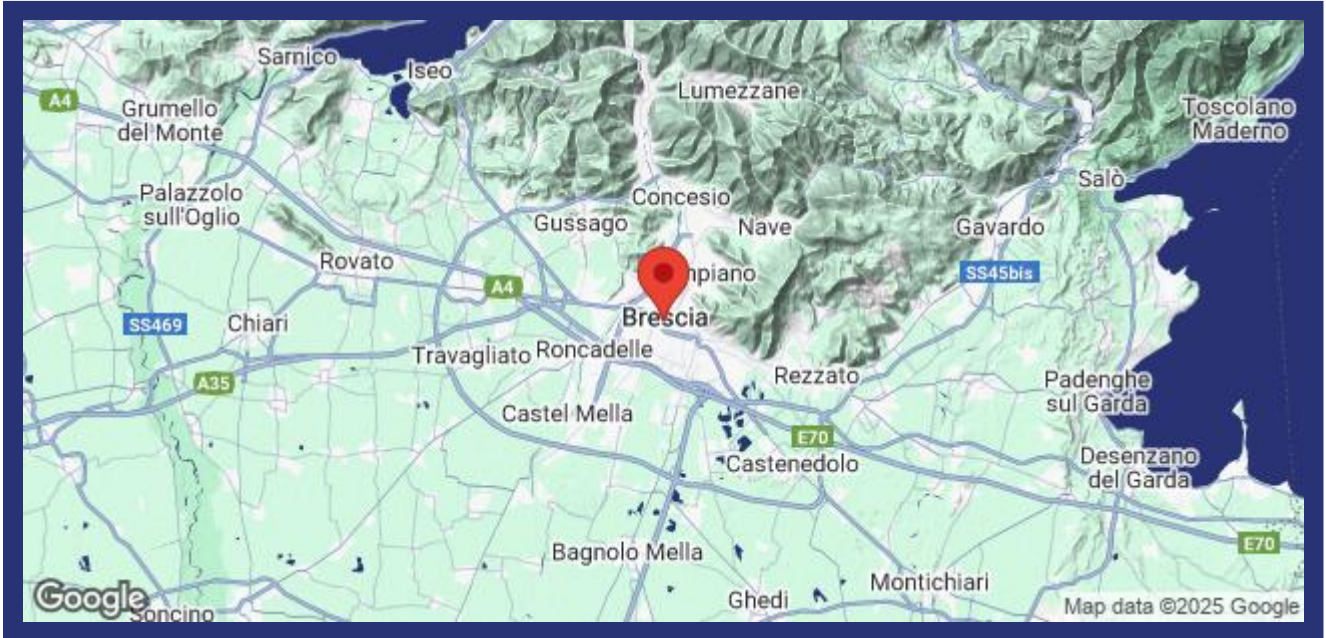 Sarnico
Iseo
Lumezzane
A4
Grumello
del Monte
Toscolano
Maderno
Palazzolo
sull'Oglio
Concesio
Salò
Gussago
Nave
Gavardo
Rovato
mpiano
SS45bis
A4
SS469
Chiari
Brescia
Travagliato
Roncadelle
A35
Rezzato
Padenghe
sul Garda
Castel Mella
E70
Castenedolo
Desenzano
del Garda
Bagnolo Mella
E70
Montichiari
Google
Soncino
Ghedi
Map data ©2025 Google